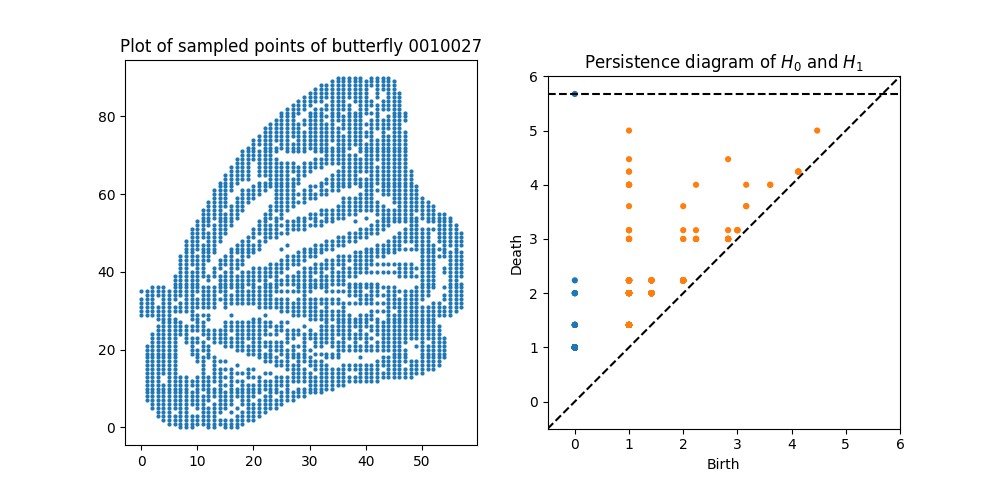 Plot of sampled points of butterfly 0010027
80
60
40
20
0
0 10 20 30 40 50
Persistence diagram of H₀ and H₁
6
5
4
3
2
1
0
Death
0 1 2 3 4 5 6
Birth